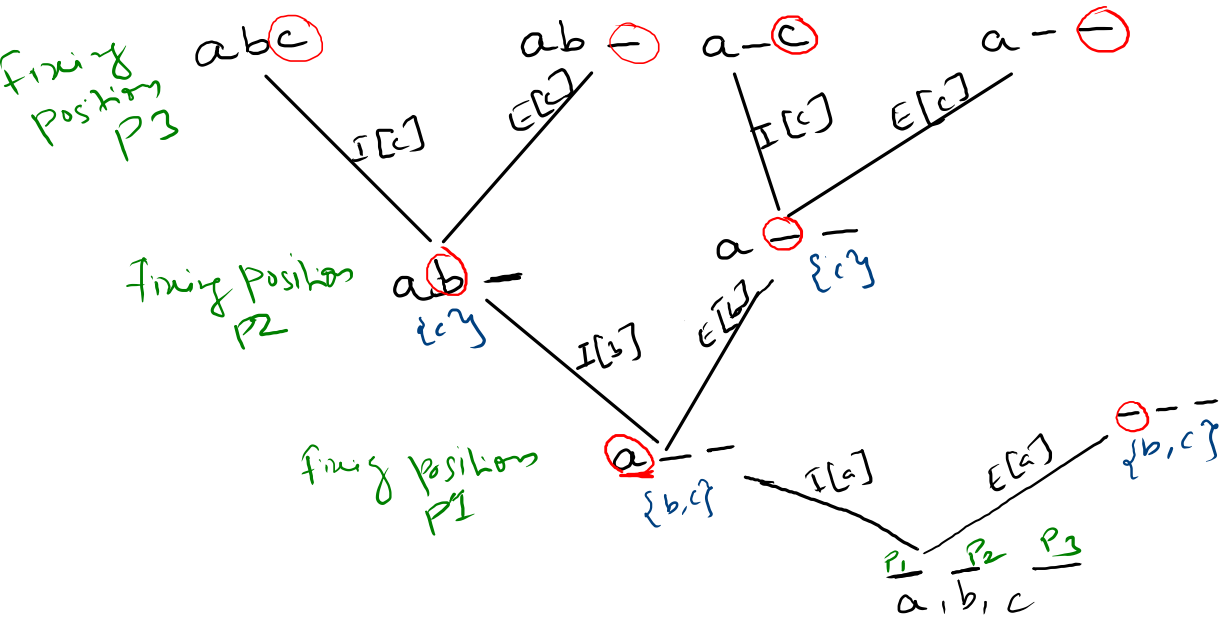 abc ab – a–c a – –
Fixing
position
P3
I[c] E[c] I[c] E[c]
a – –
{c}
Fixing position
P2
ab –
{c}
I[b] E[b]
– – –
{b,c}
Fixing position
P1
a – –
{b,c}
I[a] E[a]
P1 P2 P3
a, b, c